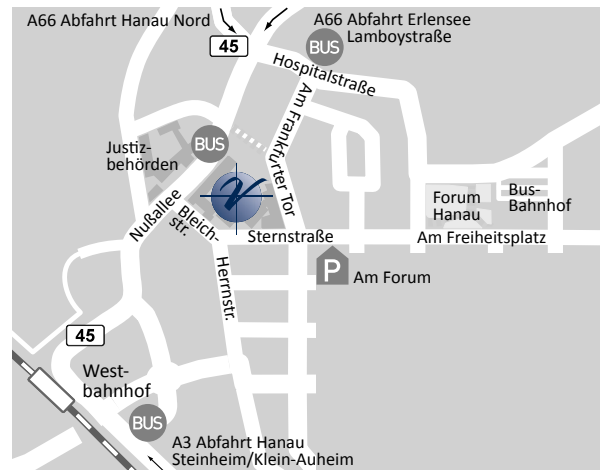 A66 Abfahrt Hanau Nord
A66 Abfahrt Erlensee
Lamboystraße
45
BUS
Hospitalstraße
Am Frankfurter Tor
BUS
Justiz-
behörden
Nußallee
Bleich-
str.
Sternstraße
Herrnstr.
Forum
Hanau
Bus-
Bahnhof
Am Freiheitsplatz
P
Am Forum
45
West-
bahnhof
BUS
A3 Abfahrt Hanau
Steinheim/Klein-Auheim